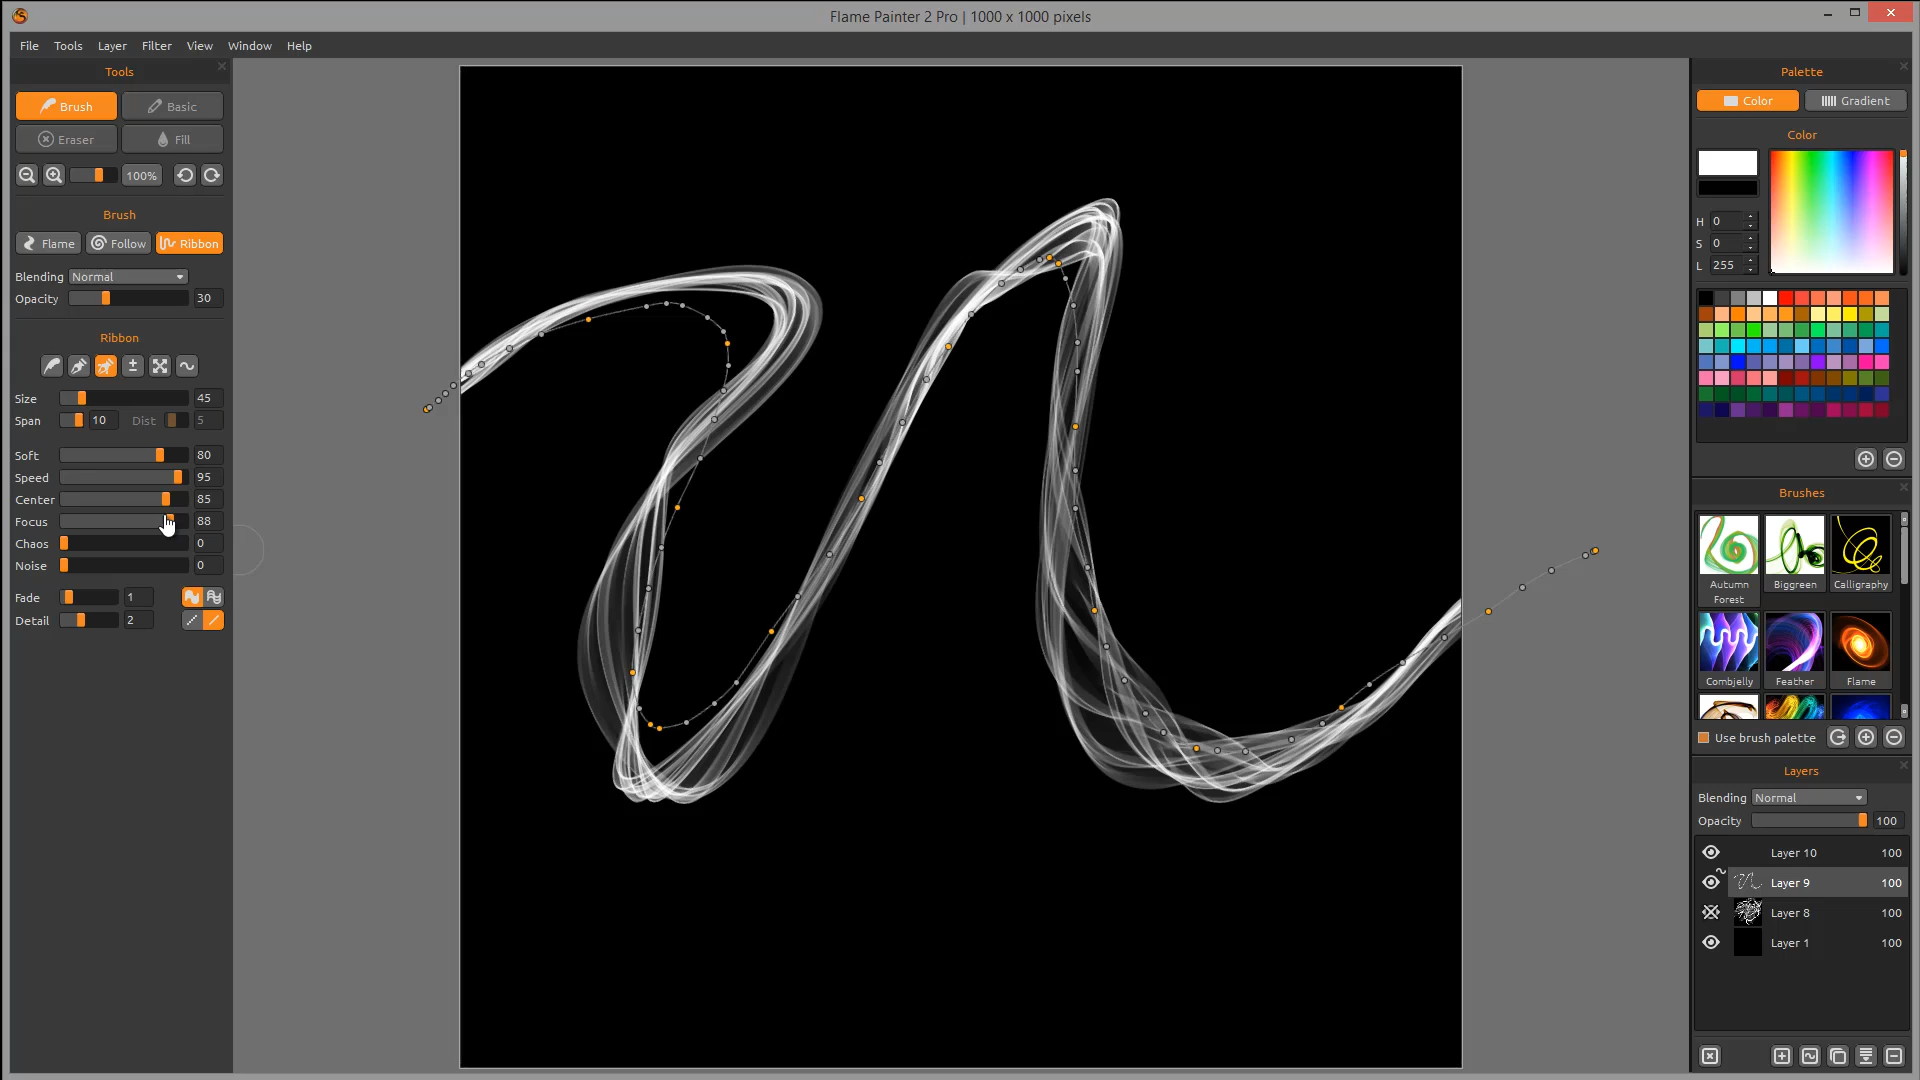 Flame Painter 2 Pro | 1000 x 1000 pixels
File Tools Layer Filter View Window Help
Tools
Brush Basic
Eraser Fill
100%
Brush
Flame Follow Ribbon
Blending Normal
Opacity 30
Ribbon
Size 45
Span 10 Dist 5
Soft 80
Speed 95
Center 85
Focus 88
Chaos 0
Noise 0
Fade 1
Detail 2
Palette
Color Gradient
Color
H 0
S 0
L 255
Brushes
Autumn Forest Biggreen Calligraphy
Combjelly Feather Flame
Use brush palette
Layers
Blending Normal
Opacity 100
Layer 10 100
Layer 9 100
Layer 8 100
Layer 1 100